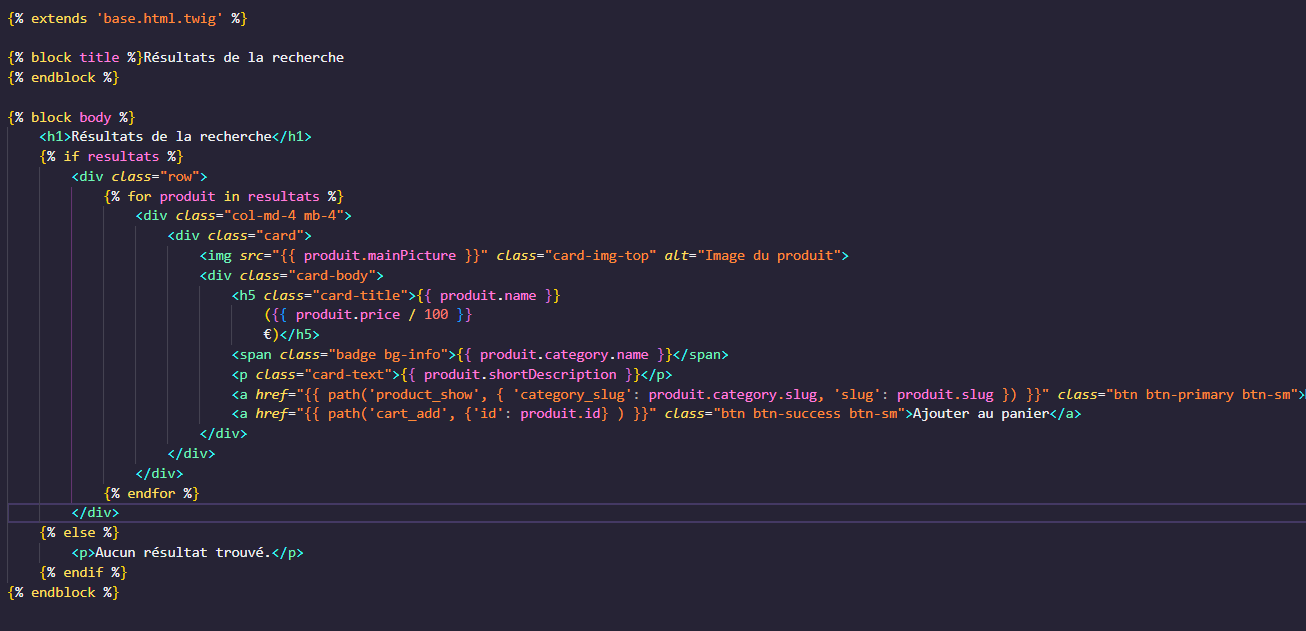 {% extends 'base.html.twig' %}
{% block title %}Résultats de la recherche
{% endblock %}
{% block body %}
<h1>Résultats de la recherche</h1>
{% if resultats %}
<div class="row">
{% for produit in resultats %}
<div class="col-md-4 mb-4">
<div class="card">
<img src="{{ produit.mainPicture }}" class="card-img-top" alt="Image du produit">
<div class="card-body">
<h5 class="card-title">{{ produit.name }}
({{ produit.price / 100 }}
€)</h5>
<span class="badge bg-info">{{ produit.category.name }}</span>
<p class="card-text">{{ produit.shortDescription }}</p>
<a href="{{ path('product_show', { 'category_slug': produit.category.slug, 'slug': produit.slug }) }}" class="btn btn-primary btn-sm">
<a href="{{ path('cart_add', {'id': produit.id} ) }}" class="btn btn-success btn-sm">Ajouter au panier</a>
</div>
</div>
</div>
{% endfor %}
</div>
{% else %}
<p>Aucun résultat trouvé.</p>
{% endif %}
{% endblock %}